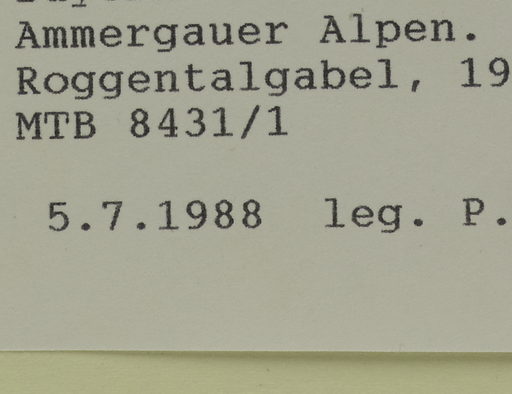 Ammergauer Alpen.
Roggentalgabel, 19
MTB 8431/1
5.7.1988 leg. P.